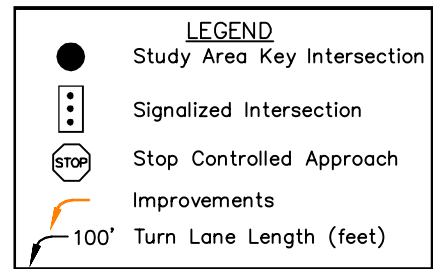 LEGEND
Study Area Key Intersection
Signalized Intersection
STOP Stop Controlled Approach
Improvements
100' Turn Lane Length (feet)